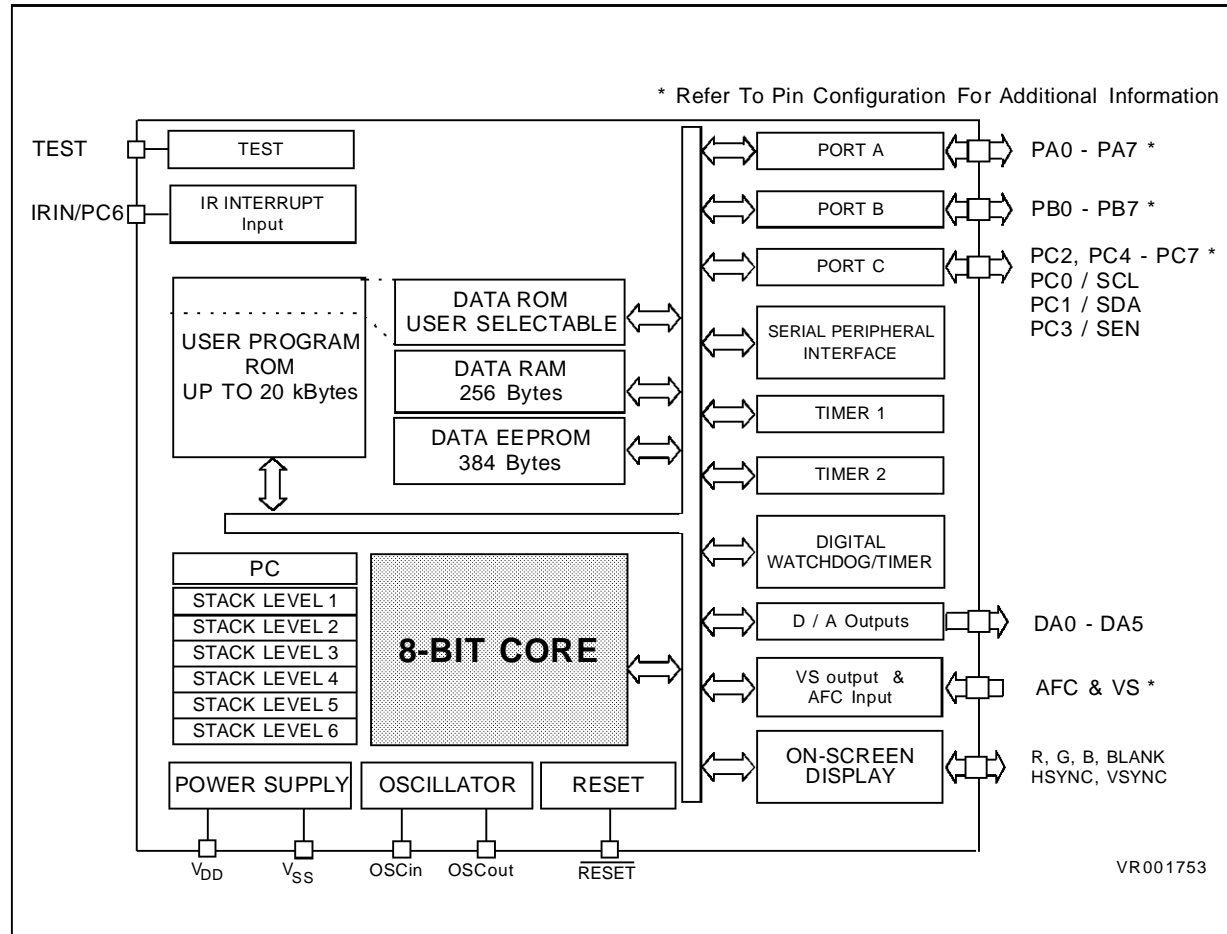 * Refer To Pin Configuration For Additional Information
TEST
TEST
IRIN/PC6
IR INTERRUPT
Input
USER PROGRAM
ROM
UP TO 20 kBytes
DATA ROM
USER SELECTABLE
DATA RAM
256 Bytes
DATA EEPROM
384 Bytes
PC
STACK LEVEL 1
STACK LEVEL 2
STACK LEVEL 3
STACK LEVEL 4
STACK LEVEL 5
STACK LEVEL 6
8-BIT CORE
POWER SUPPLY
OSCILLATOR
RESET
VDD
VSS
OSCin
OSCout
RESET
PORT A
PA0 - PA7 *
PORT B
PB0 - PB7 *
PORT C
PC2, PC4 - PC7 *
PC0 / SCL
PC1 / SDA
PC3 / SEN
SERIAL PERIPHERAL
INTERFACE
TIMER 1
TIMER 2
DIGITAL
WATCHDOG/TIMER
D / A Outputs
DA0 - DA5
VS output &
AFC Input
AFC & VS *
ON-SCREEN
DISPLAY
R, G, B, BLANK
HSYNC, VSYNC
VR001753